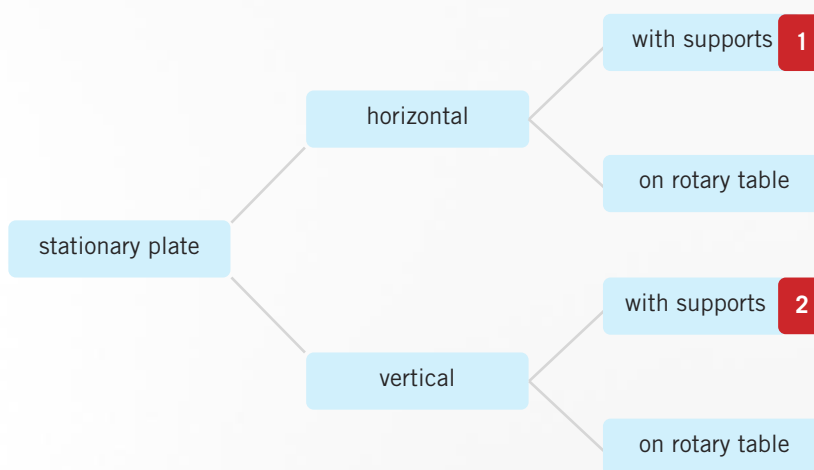 with supports 1
horizontal
on rotary table
stationary plate
with supports 2
vertical
on rotary table